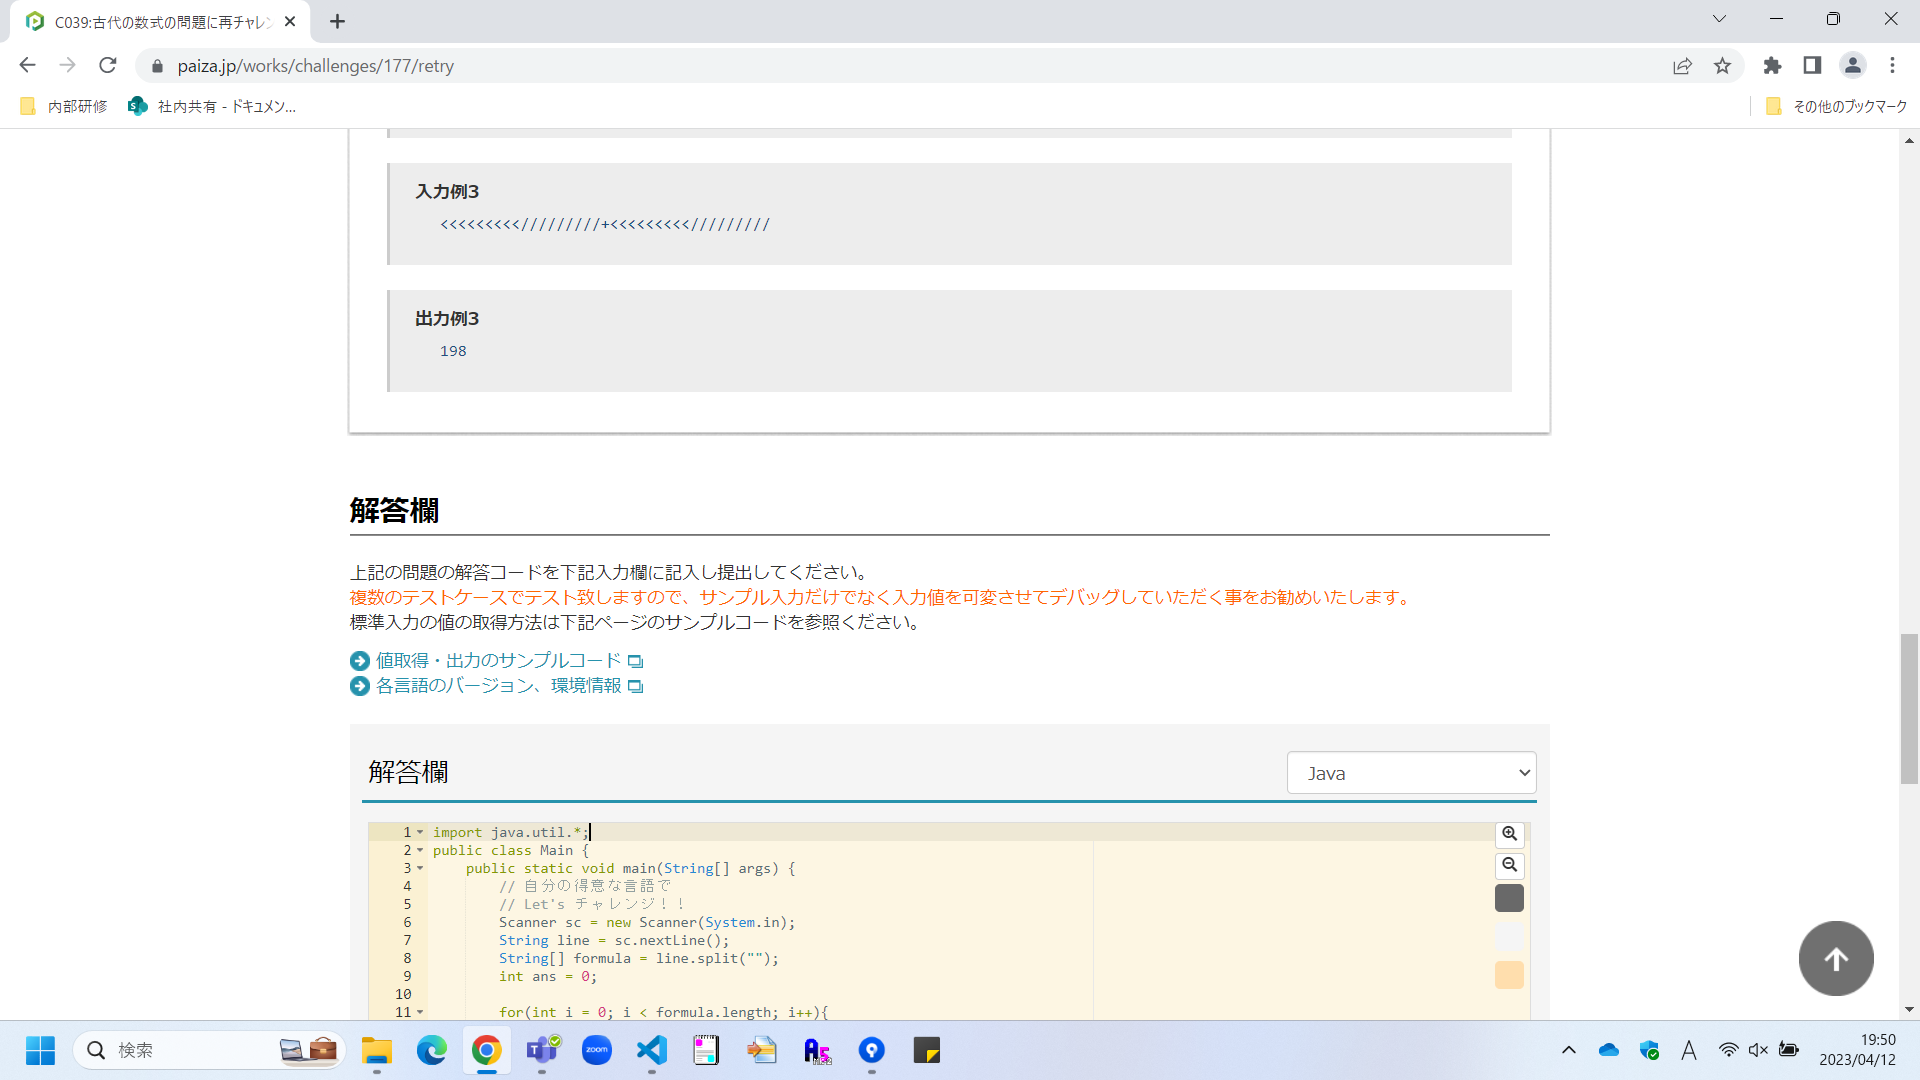 C039:古代の数式の問題に再チャレン
paiza.jp/works/challenges/177/retry
内部研修
社内共有 - ドキュメン...
その他のブックマーク
入力例3
<<<<<<<<</////////+<<<<<<<<</////////
出力例3
198
解答欄
上記の問題の解答コードを下記入力欄に記入し提出してください。
複数のテストケースでテスト致しますので、サンプル入力だけでなく入力値を可変させてデバッグしていただく事をお勧めいたします。
標準入力の値の取得方法は下記ページのサンプルコードを参照ください。
値取得・出力のサンプルコード
各言語のバージョン、環境情報
解答欄
Java
1 import java.util.*;
2 public class Main {
3 public static void main(String[] args) {
4 // 自分の得意な言語で
5 // Let's チャレンジ！！
6 Scanner sc = new Scanner(System.in);
7 String line = sc.nextLine();
8 String[] formula = line.split("");
9 int ans = 0;
10
11 for(int i = 0; i < formula.length; i++){
検索
zoom
A
19:50
2023/04/12